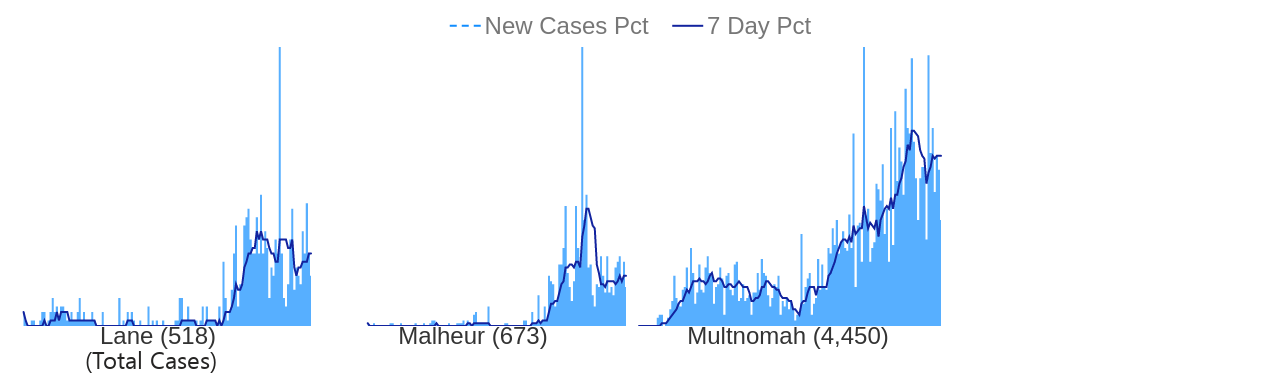 New Cases Pct 7 Day Pct
Lane (518) Malheur (673) Multnomah (4,450)
(Total Cases)